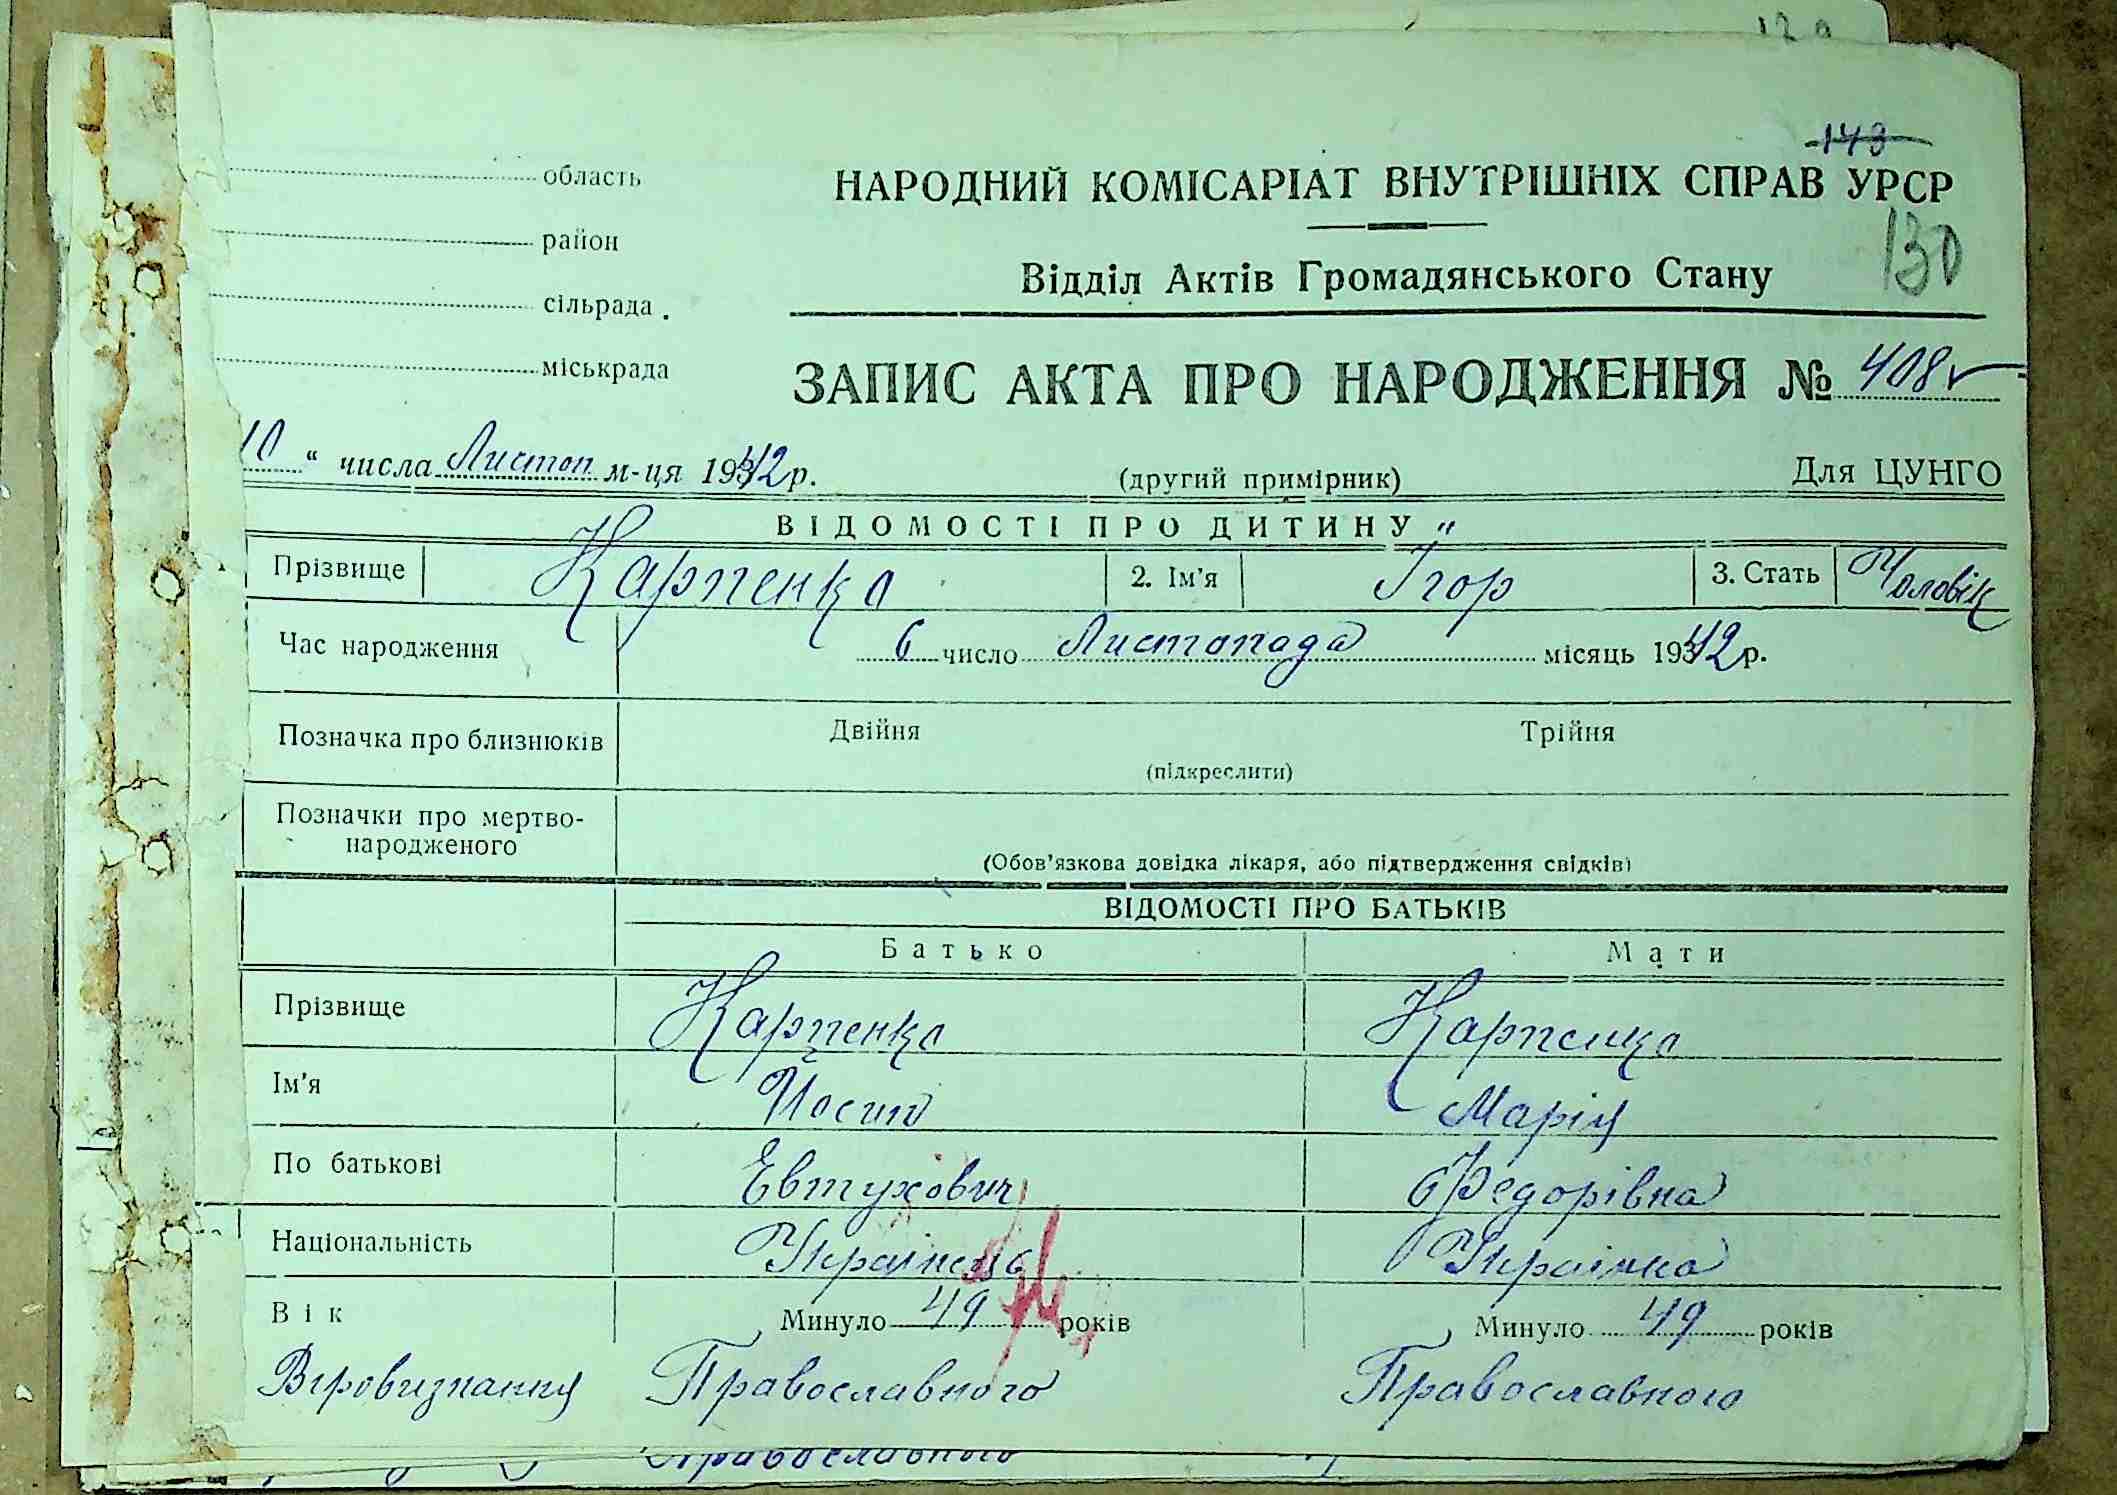 143
НАРОДНИЙ КОМІСАРІАТ ВНУТРІШНІХ СПРАВ УРСР
130
область
район
сільрада
міськрада
Відділ Актів Громадянського Стану
ЗАПИС АКТА ПРО НАРОДЖЕННЯ № 408
10 " числа Листоп м-ця 1942 р. (другий примірник) Для ЦУНГО
ВІДОМОСТІ ПРО ДИТИНУ
Прізвище Карпенко 2. Ім'я Ігор 3. Стать Чоловік
Час народження 6 число Листопада місяць 1942 р.
Позначка про близнюків Двійня Трійня
(підкреслити)
Позначки про мертво-
народженого
(Обов'язкова довідка лікаря, або підтвердження свідків)
ВІДОМОСТІ ПРО БАТЬКІВ
Батько Мати
Прізвище Карпенко Карпенко
Ім'я Йосип Марія
По батькові Евтухович Федорівна
Національність Українець Українка
Вік Минуло 49 років Минуло 49 років
Віровизнання Православного Православного
Православного